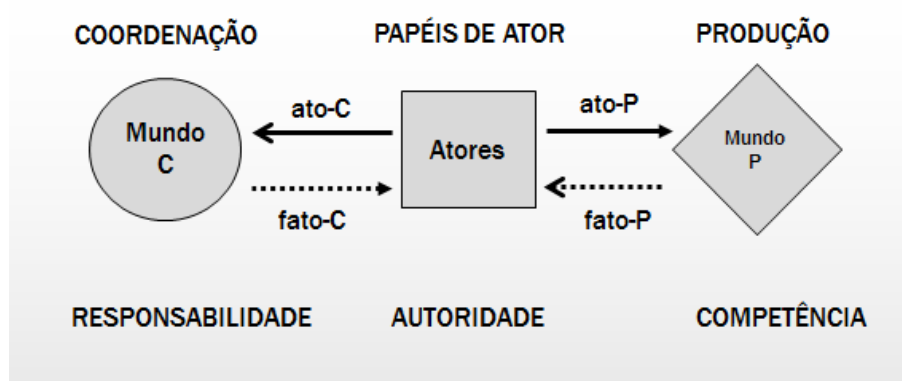 COORDENAÇÃO
PAPÉIS DE ATOR
PRODUÇÃO
ato-C
ato-P
Mundo
C
Atores
Mundo
P
fato-C
fato-P
RESPONSABILIDADE
AUTORIDADE
COMPETÊNCIA